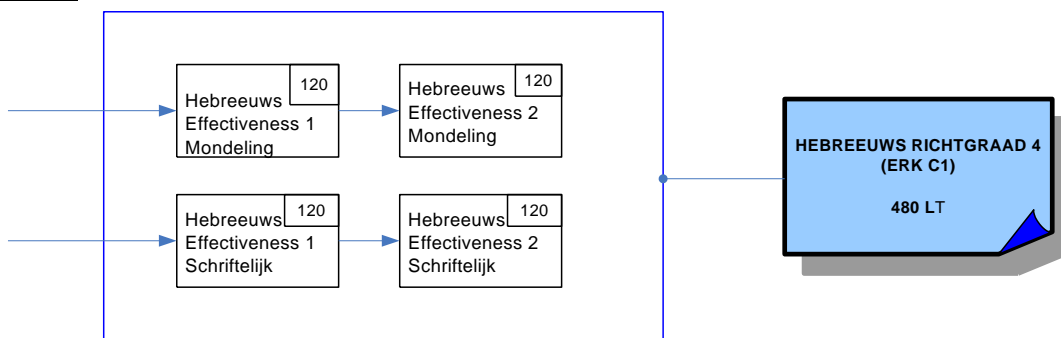 120
Hebreeuws
Effectiveness 1
Mondeling
120
Hebreeuws
Effectiveness 2
Mondeling
120
Hebreeuws
Effectiveness 1
Schriftelijk
120
Hebreeuws
Effectiveness 2
Schriftelijk
HEBREEUWS RICHTGRAAD 4
(ERK C1)
480 LT